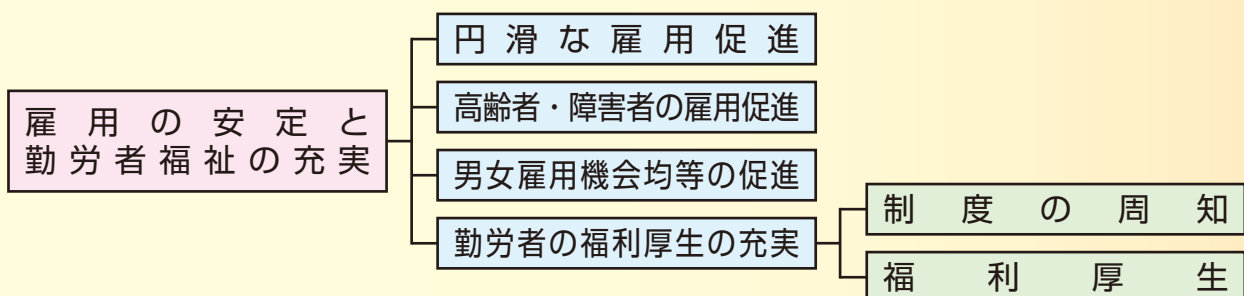 雇用の安定と
勤労者福祉の充実
円滑な雇用促進
高齢者・障害者の雇用促進
男女雇用機会均等の促進
勤労者の福利厚生の充実
制度の周知
福利厚生